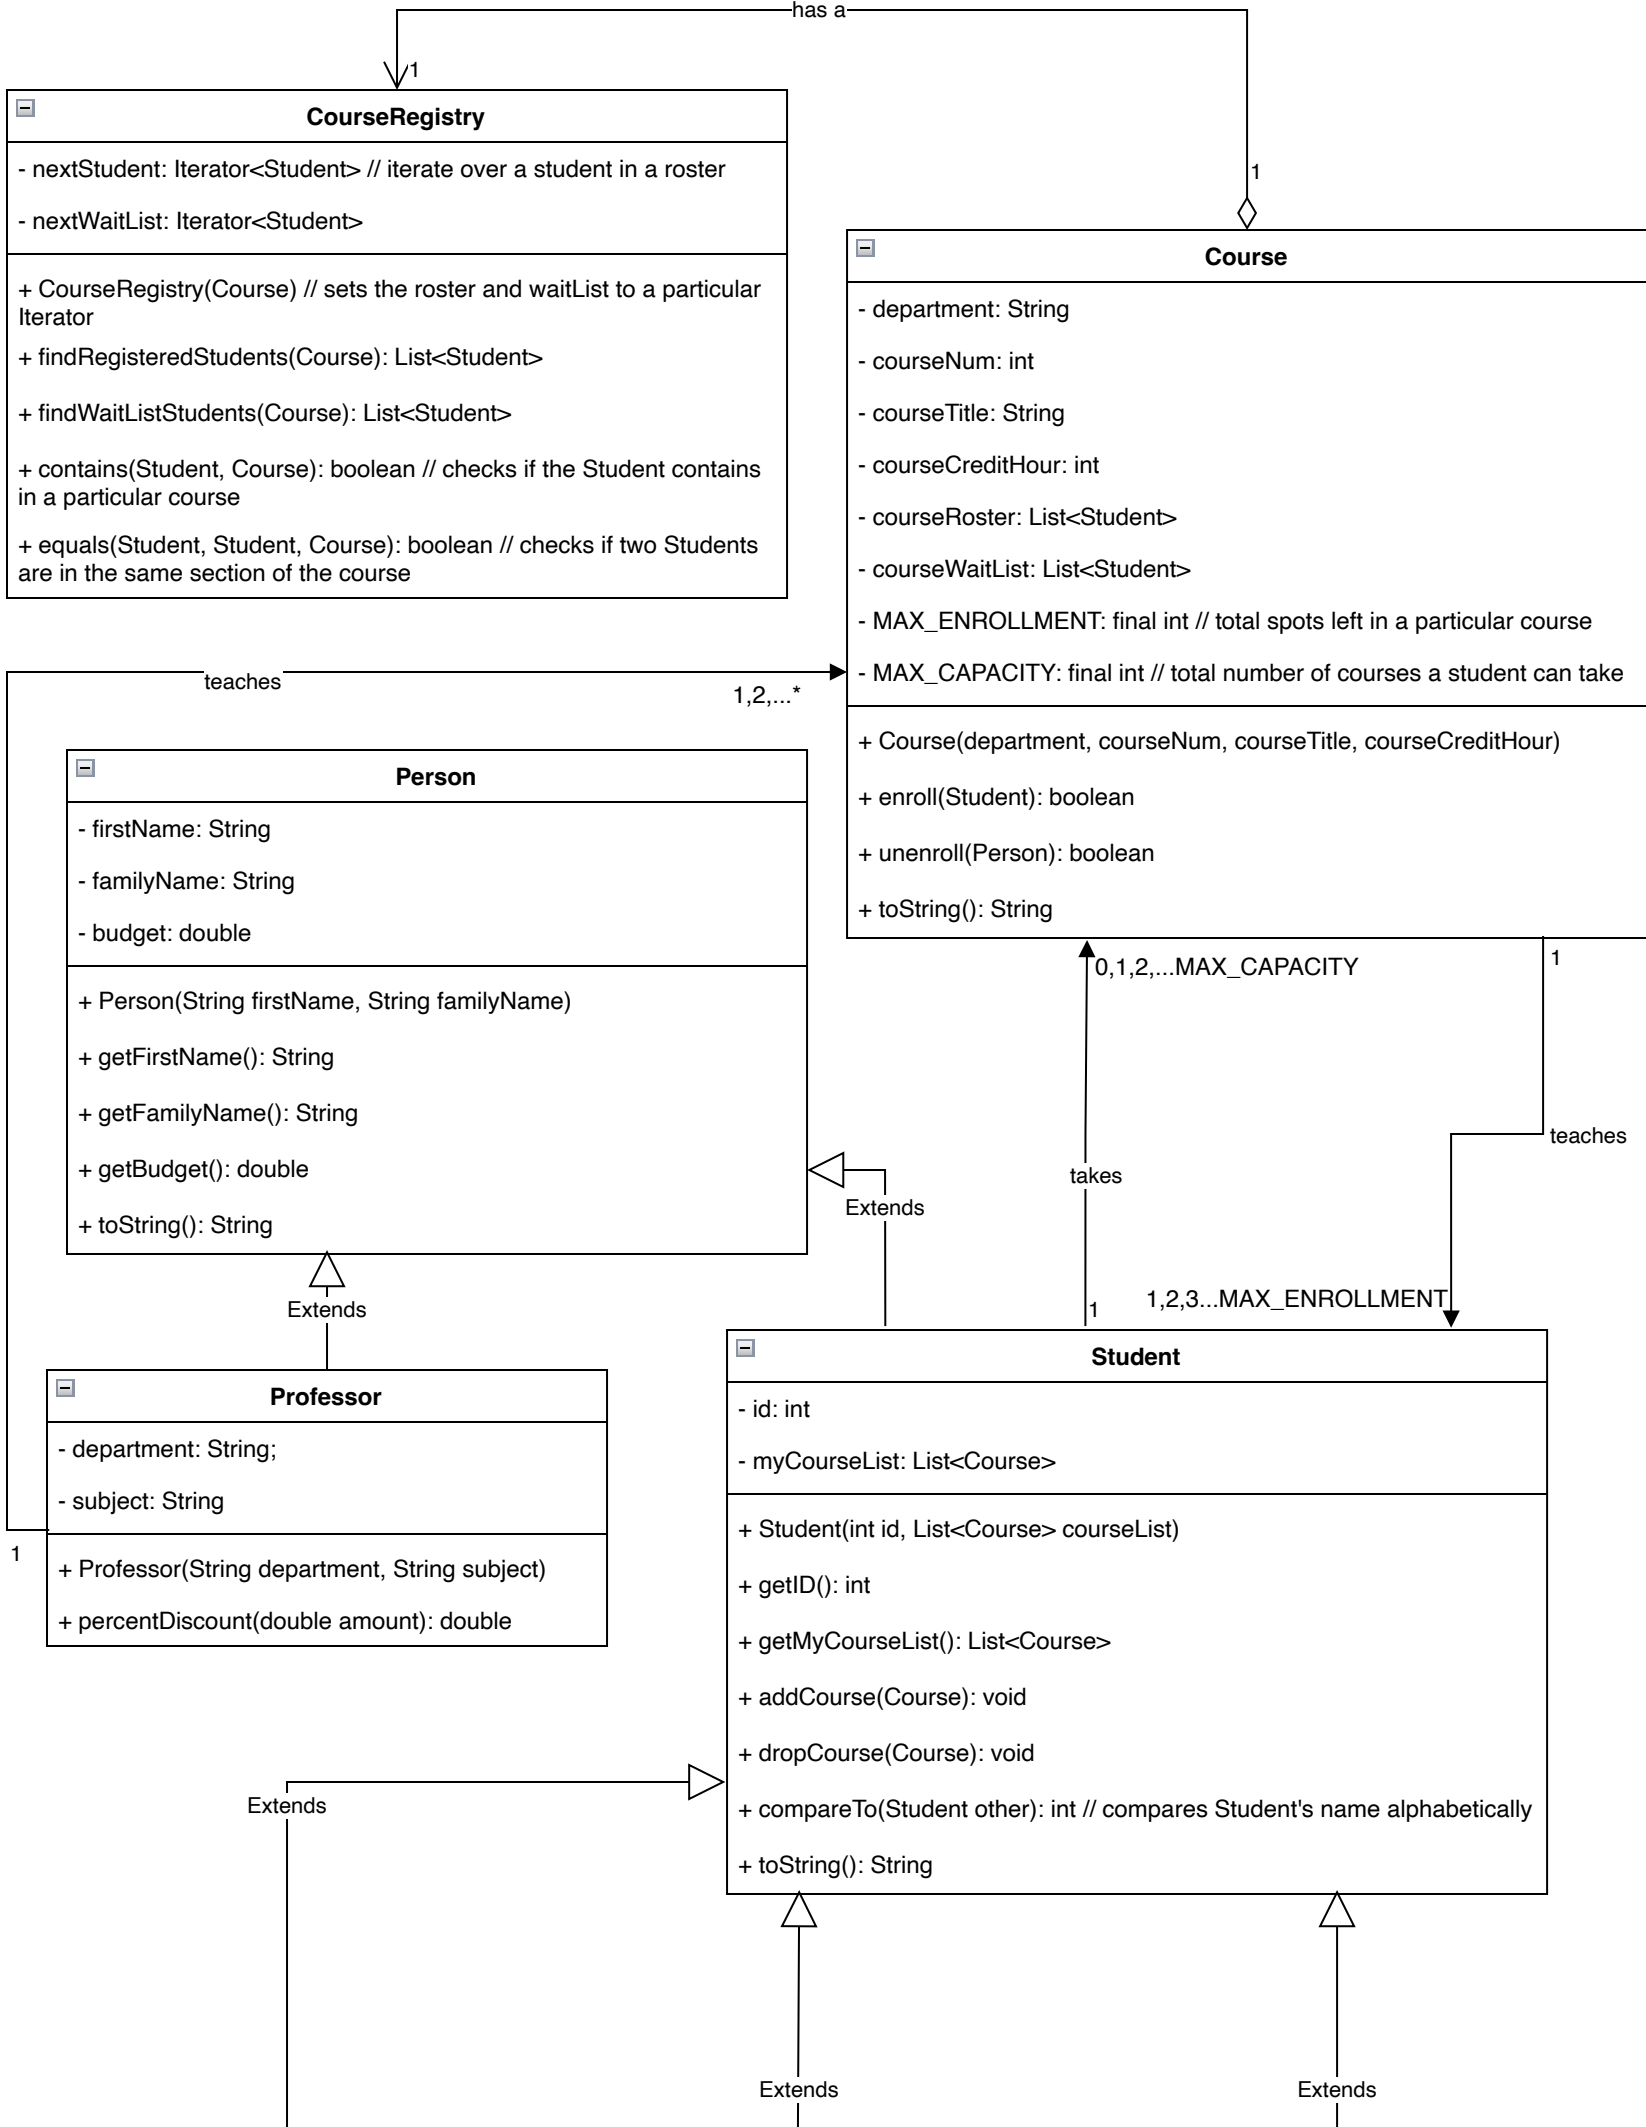 has a
1
CourseRegistry
- nextStudent: Iterator<Student> // iterate over a student in a roster
- nextWaitList: Iterator<Student>
+ CourseRegistry(Course) // sets the roster and waitList to a particular
Iterator
+ findRegisteredStudents(Course): List<Student>
+ findWaitListStudents(Course): List<Student>
+ contains(Student, Course): boolean // checks if the Student contains
in a particular course
+ equals(Student, Student, Course): boolean // checks if two Students
are in the same section of the course
1
Course
- department: String
- courseNum: int
- courseTitle: String
- courseCreditHour: int
- courseRoster: List<Student>
- courseWaitList: List<Student>
- MAX_ENROLLMENT: final int // total spots left in a particular course
- MAX_CAPACITY: final int // total number of courses a student can take
+ Course(department, courseNum, courseTitle, courseCreditHour)
+ enroll(Student): boolean
+ unenroll(Person): boolean
+ toString(): String
teaches
1,2,...*
Person
- firstName: String
- familyName: String
- budget: double
+ Person(String firstName, String familyName)
+ getFirstName(): String
+ getFamilyName(): String
+ getBudget(): double
+ toString(): String
0,1,2,...MAX_CAPACITY
1
teaches
takes
Extends
Extends
1
1,2,3...MAX_ENROLLMENT
Professor
- department: String;
- subject: String
1
+ Professor(String department, String subject)
+ percentDiscount(double amount): double
Student
- id: int
- myCourseList: List<Course>
+ Student(int id, List<Course> courseList)
+ getID(): int
+ getMyCourseList(): List<Course>
+ addCourse(Course): void
+ dropCourse(Course): void
+ compareTo(Student other): int // compares Student's name alphabetically
+ toString(): String
Extends
Extends
Extends